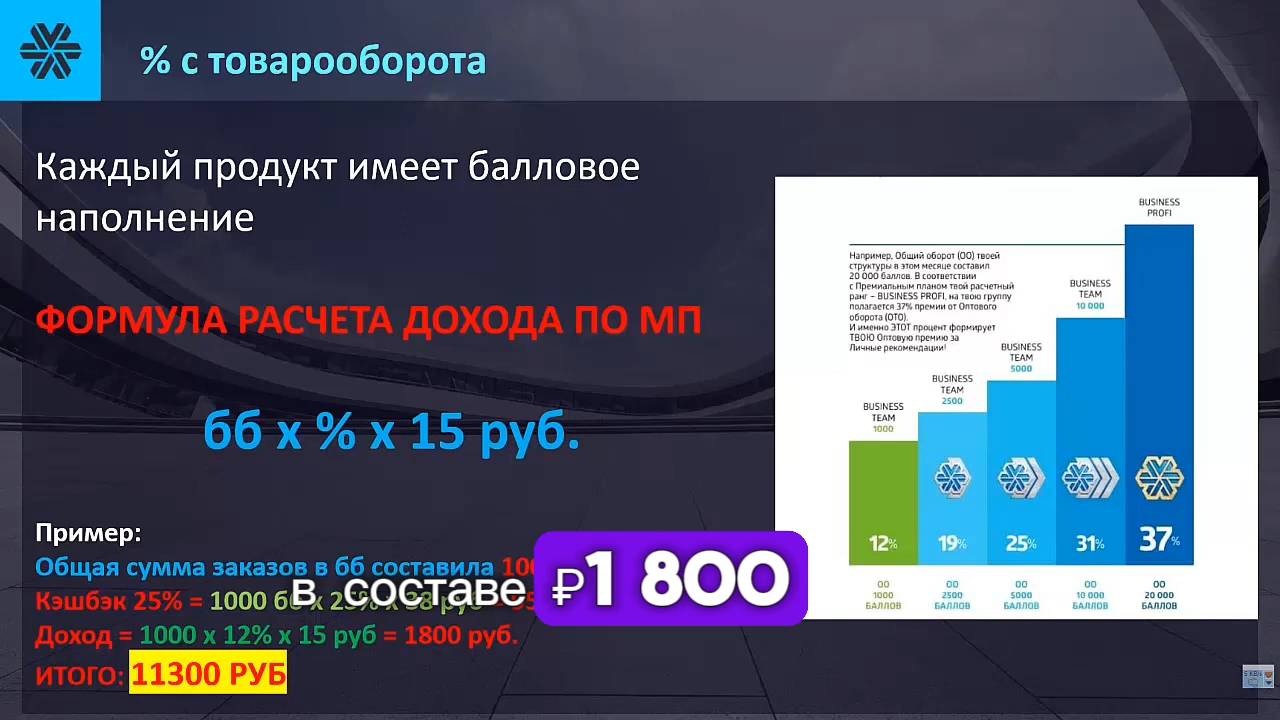 % с товарооборота
Каждый продукт имеет балловое
наполнение
ФОРМУЛА РАСЧЕТА ДОХОДА ПО МП
бб х % х 15 руб.
Пример:
Общая сумма заказов в бб составила
Кэшбэк 25% = 1000 бб х 25% х 38 руб
Доход = 1000 х 12% х 15 руб = 1800 руб.
ИТОГО: 11300 РУБ
в составе ₽1 800
BUSINESS
PROFI
Например, Общий оборот (ОО) твоей
структуры в этом месяце составил
20 000 баллов. В соответствии
с Премиальным планом твой расчетный
ранг – BUSINESS PROFI, на твою группу
полагается 37% премии от Оптового
оборота (ОТО).
И именно ЭТОТ процент формирует
ТВОЮ Оптовую премию за
Личные рекомендации!
BUSINESS
TEAM
10 000
BUSINESS
TEAM
5000
BUSINESS
TEAM
2500
BUSINESS
TEAM
1000
12% 19% 25% 31% 37%
ОО ОО ОО ОО ОО
1000 2500 5000 10 000 20 000
БАЛЛОВ БАЛЛОВ БАЛЛОВ БАЛЛОВ БАЛЛОВ